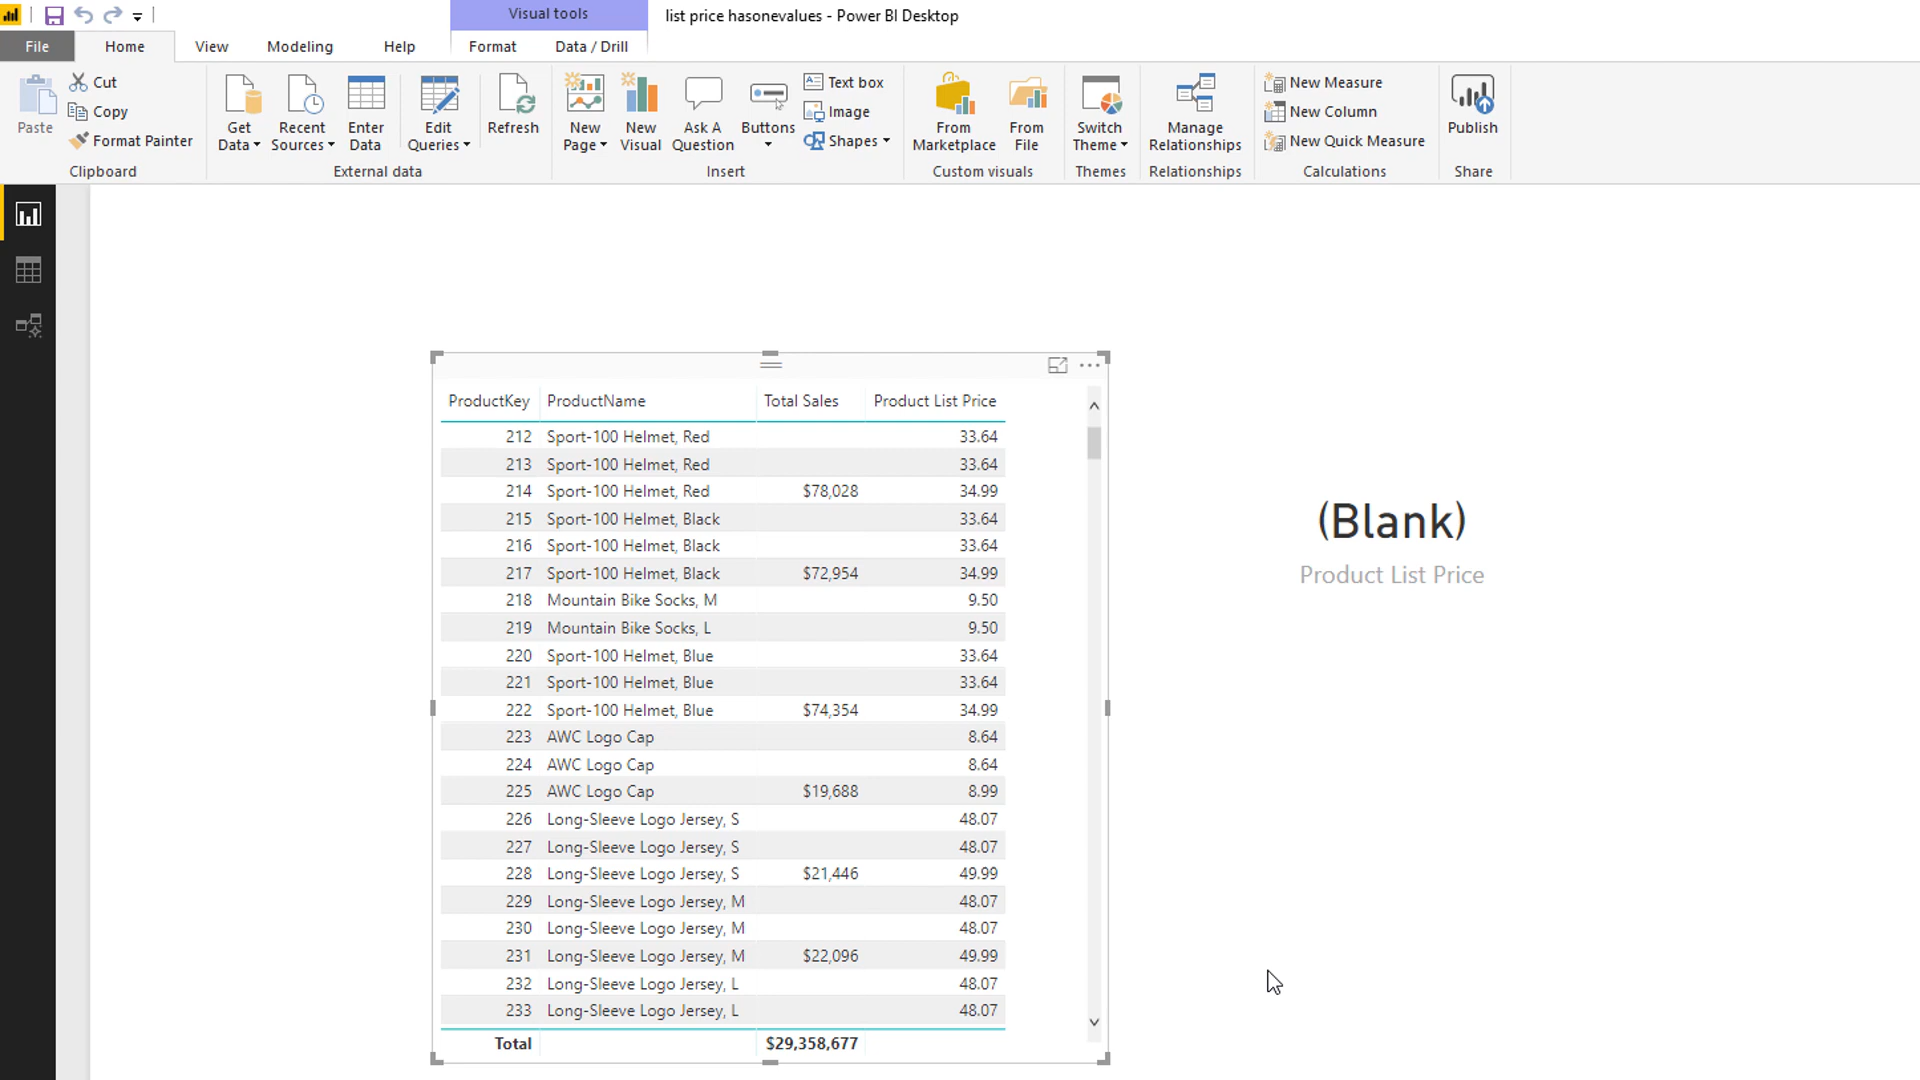 Visual tools
list price hasonevalues - Power BI Desktop
File Home View Modeling Help Format Data / Drill
Paste
Cut
Copy
Format Painter
Clipboard
Get Data
Recent Sources
Enter Data
Edit Queries
Refresh
External data
New Page
New Visual
Ask A Question
Buttons
Text box
Image
Shapes
Insert
From Marketplace
From File
Custom visuals
Switch Theme
Themes
Manage Relationships
Relationships
New Measure
New Column
New Quick Measure
Calculations
Publish
Share
ProductKey ProductName Total Sales Product List Price
212 Sport-100 Helmet, Red 33.64
213 Sport-100 Helmet, Red 33.64
214 Sport-100 Helmet, Red $78,028 34.99
215 Sport-100 Helmet, Black 33.64
216 Sport-100 Helmet, Black 33.64
217 Sport-100 Helmet, Black $72,954 34.99
218 Mountain Bike Socks, M 9.50
219 Mountain Bike Socks, L 9.50
220 Sport-100 Helmet, Blue 33.64
221 Sport-100 Helmet, Blue 33.64
222 Sport-100 Helmet, Blue $74,354 34.99
223 AWC Logo Cap 8.64
224 AWC Logo Cap 8.64
225 AWC Logo Cap $19,688 8.99
226 Long-Sleeve Logo Jersey, S 48.07
227 Long-Sleeve Logo Jersey, S 48.07
228 Long-Sleeve Logo Jersey, S $21,446 49.99
229 Long-Sleeve Logo Jersey, M 48.07
230 Long-Sleeve Logo Jersey, M 48.07
231 Long-Sleeve Logo Jersey, M $22,096 49.99
232 Long-Sleeve Logo Jersey, L 48.07
233 Long-Sleeve Logo Jersey, L 48.07
Total $29,358,677
(Blank)
Product List Price